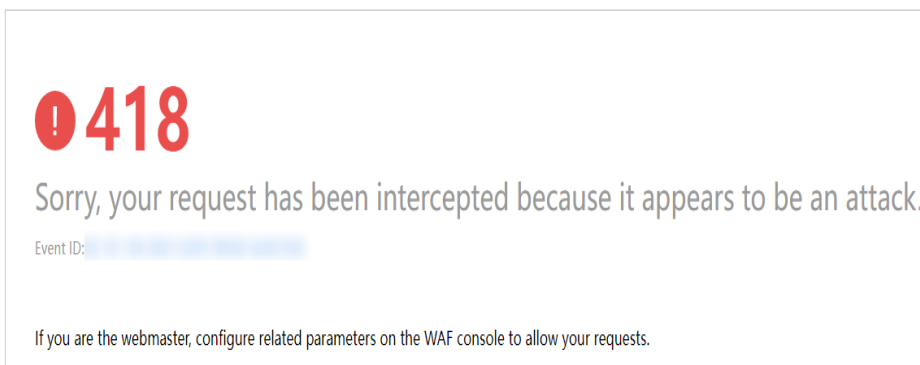 ! 418
Sorry, your request has been intercepted because it appears to be an attack.
Event ID:
If you are the webmaster, configure related parameters on the WAF console to allow your requests.